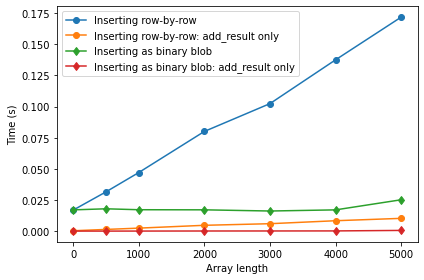 Inserting row-by-row
Inserting row-by-row: add_result only
Inserting as binary blob
Inserting as binary blob: add_result only
0.175
0.150
0.125
0.100
0.075
0.050
0.025
0.000
Time (s)
0 1000 2000 3000 4000 5000
Array length